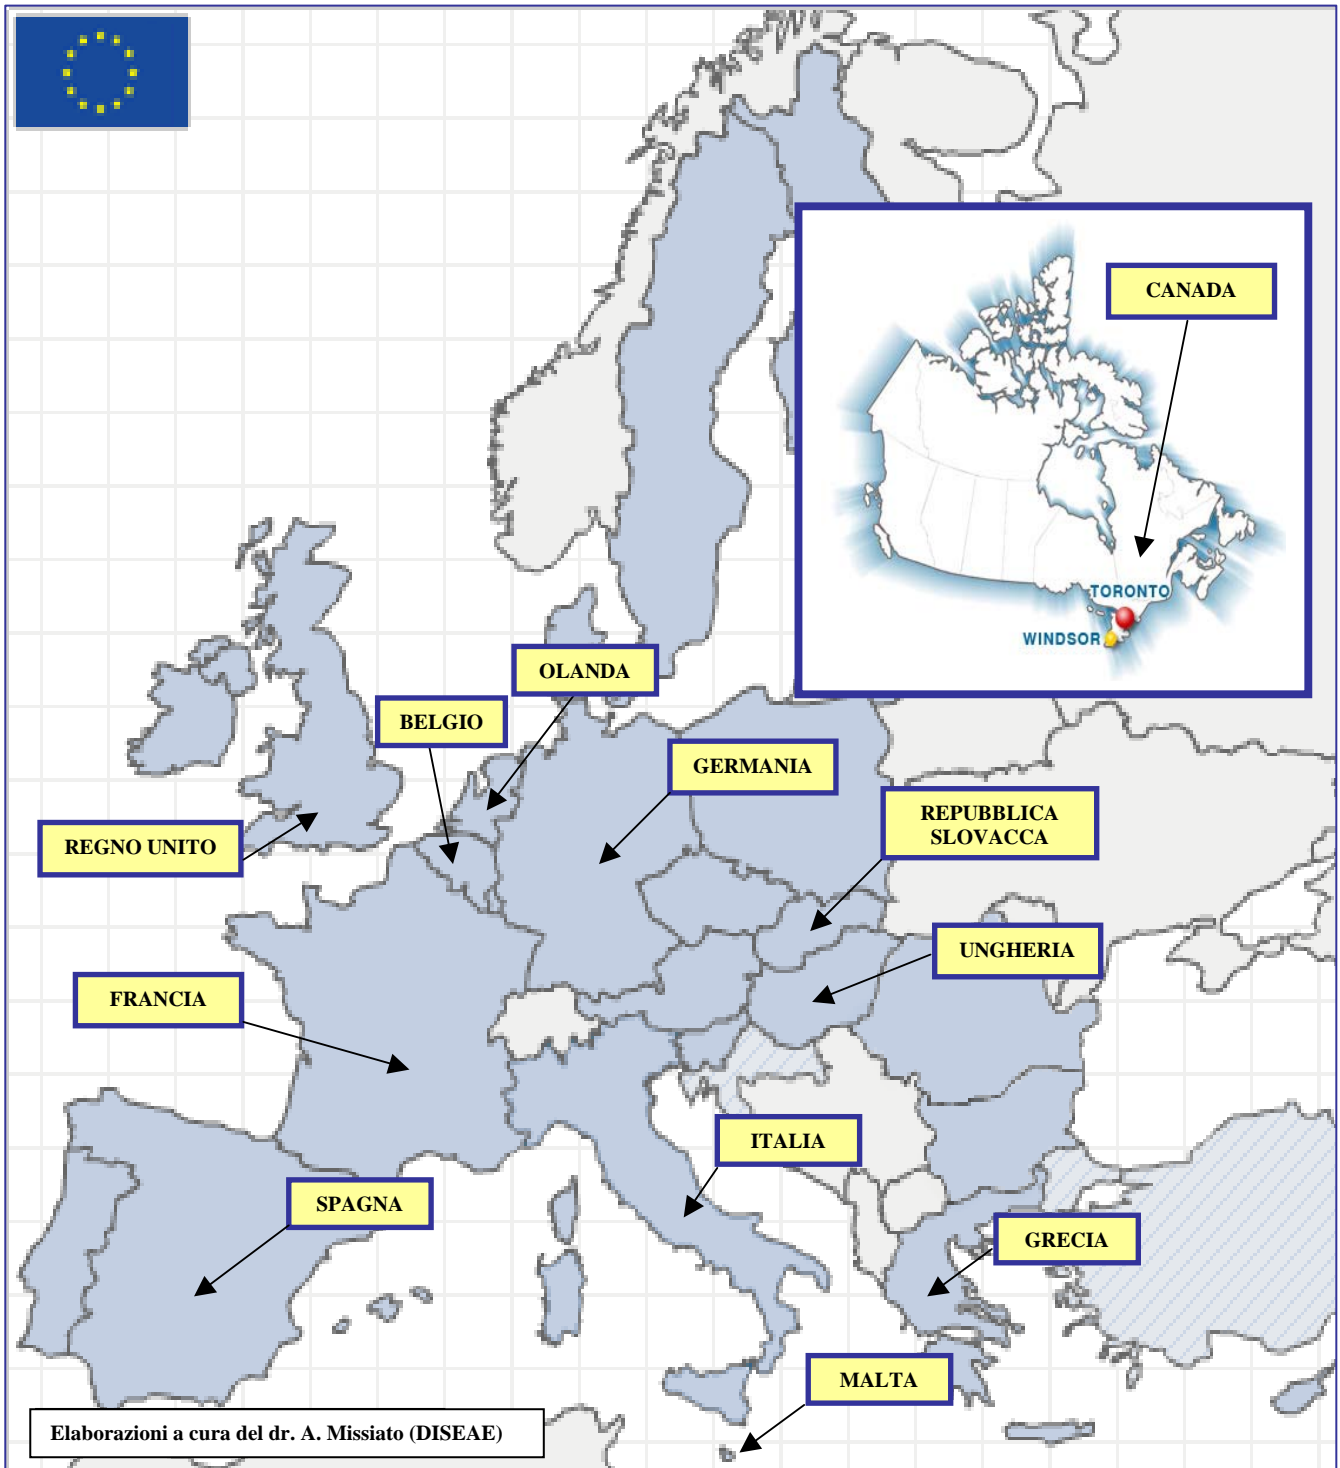 CANADA
TORONTO
WINDSOR
OLANDA
BELGIO
GERMANIA
REPUBBLICA
SLOVACCA
REGNO UNITO
UNGHERIA
FRANCIA
ITALIA
SPAGNA
GRECIA
MALTA
Elaborazioni a cura del dr. A. Missiato (DISEAE)